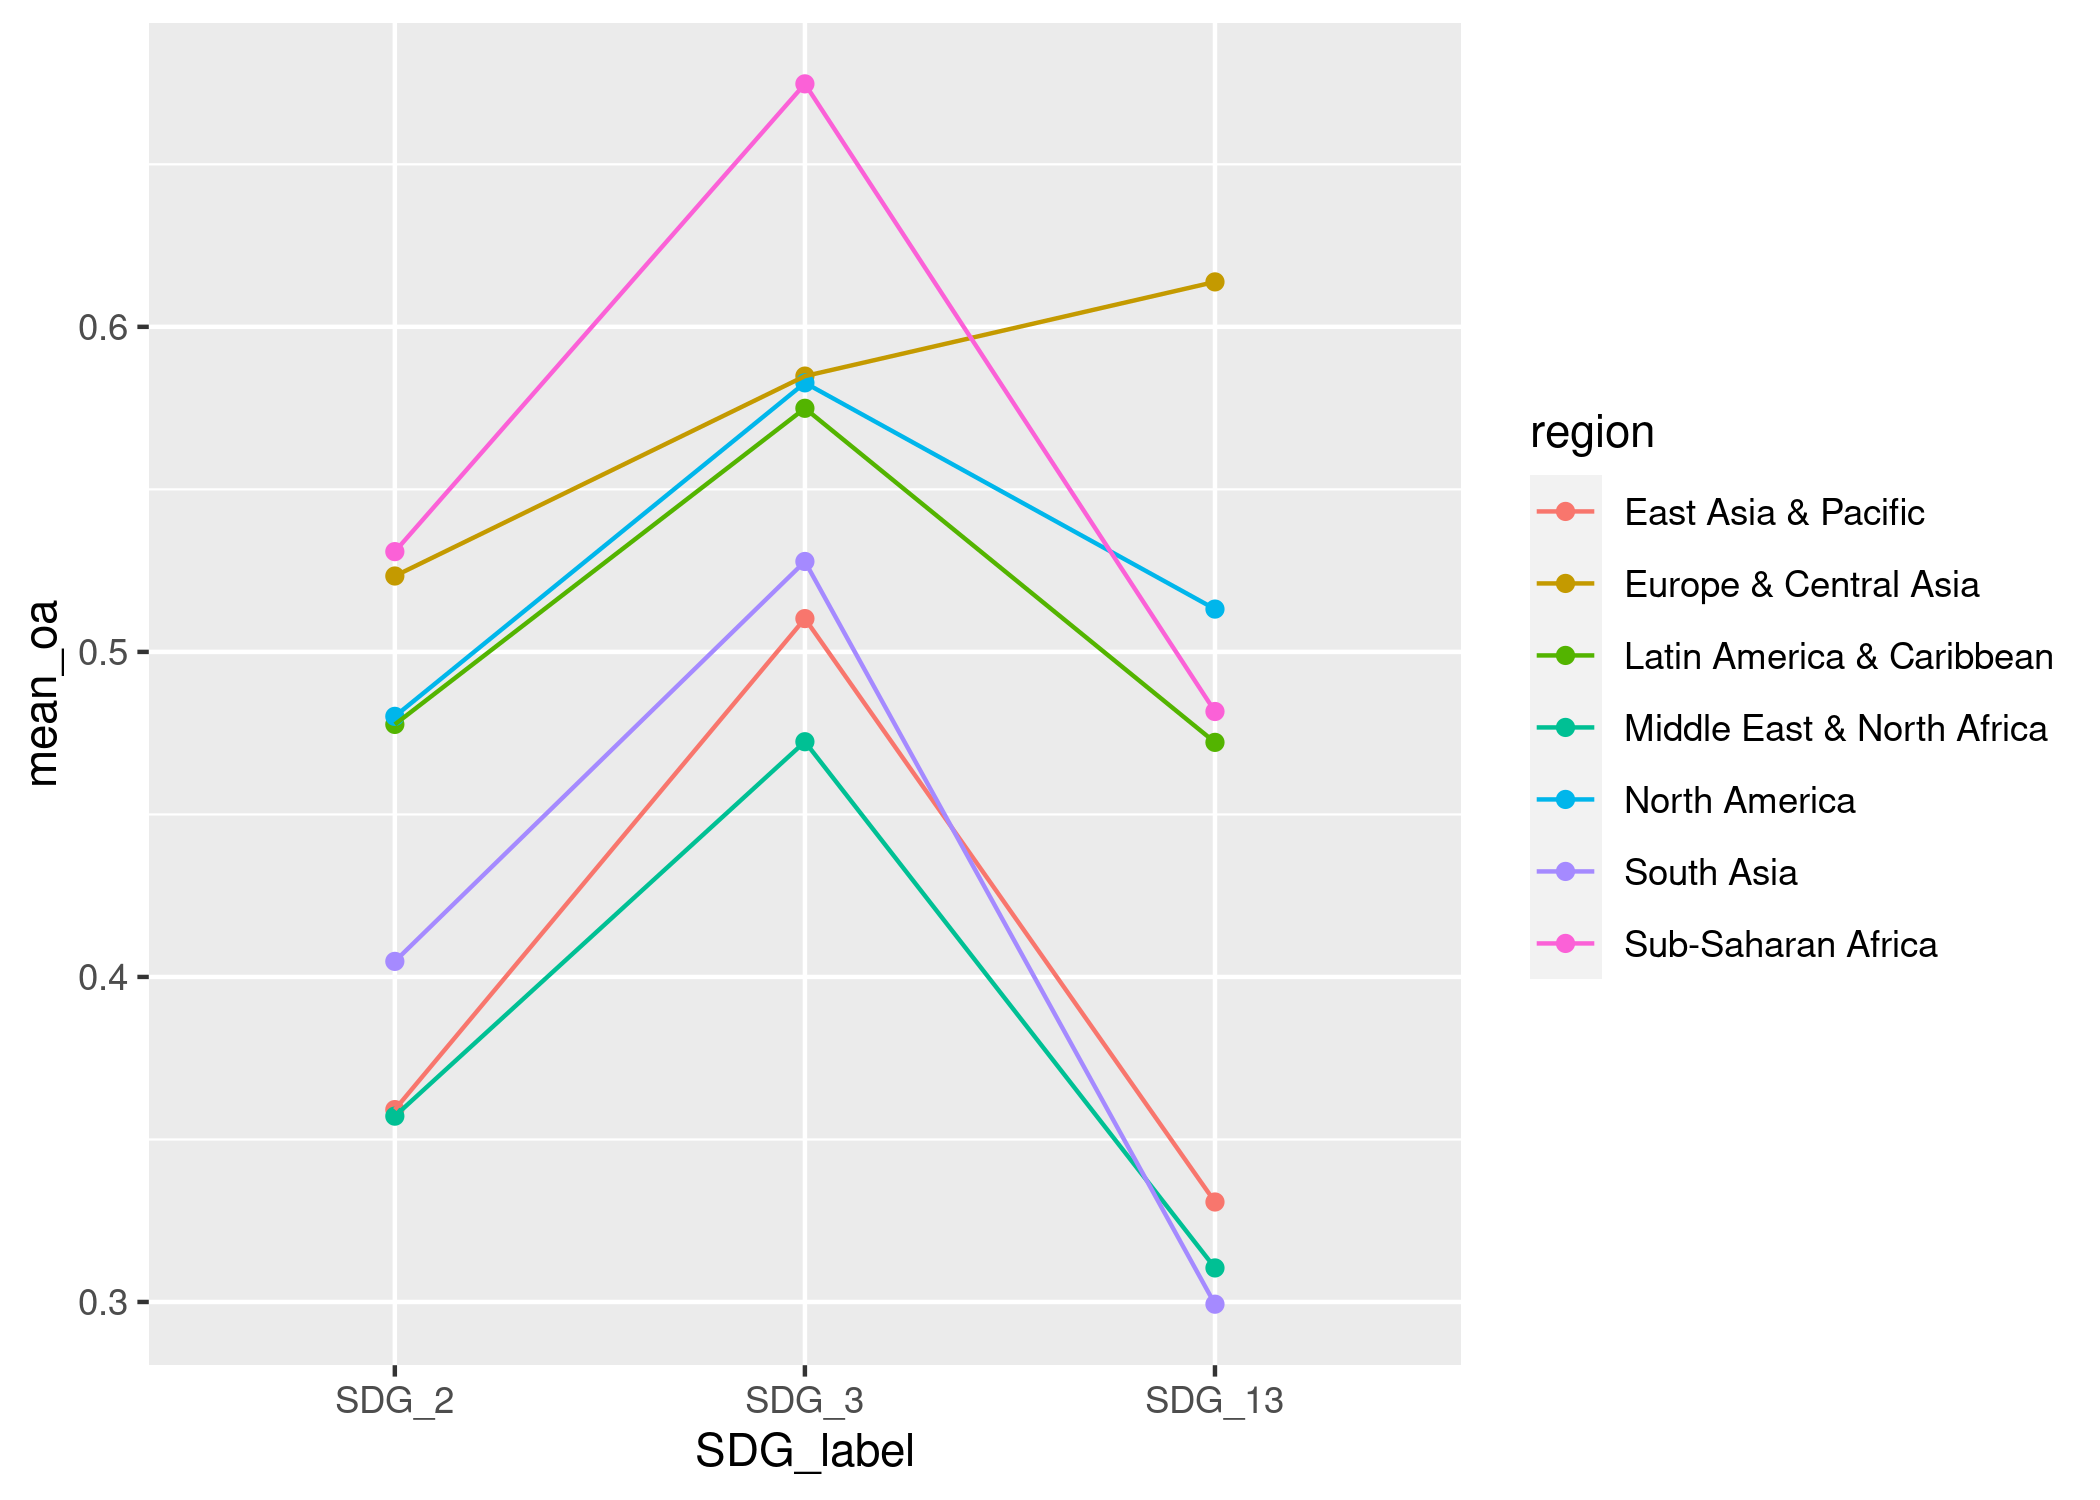 mean_oa
0.6
0.5
0.4
0.3
SDG_2
SDG_3
SDG_13
SDG_label
region
East Asia & Pacific
Europe & Central Asia
Latin America & Caribbean
Middle East & North Africa
North America
South Asia
Sub-Saharan Africa